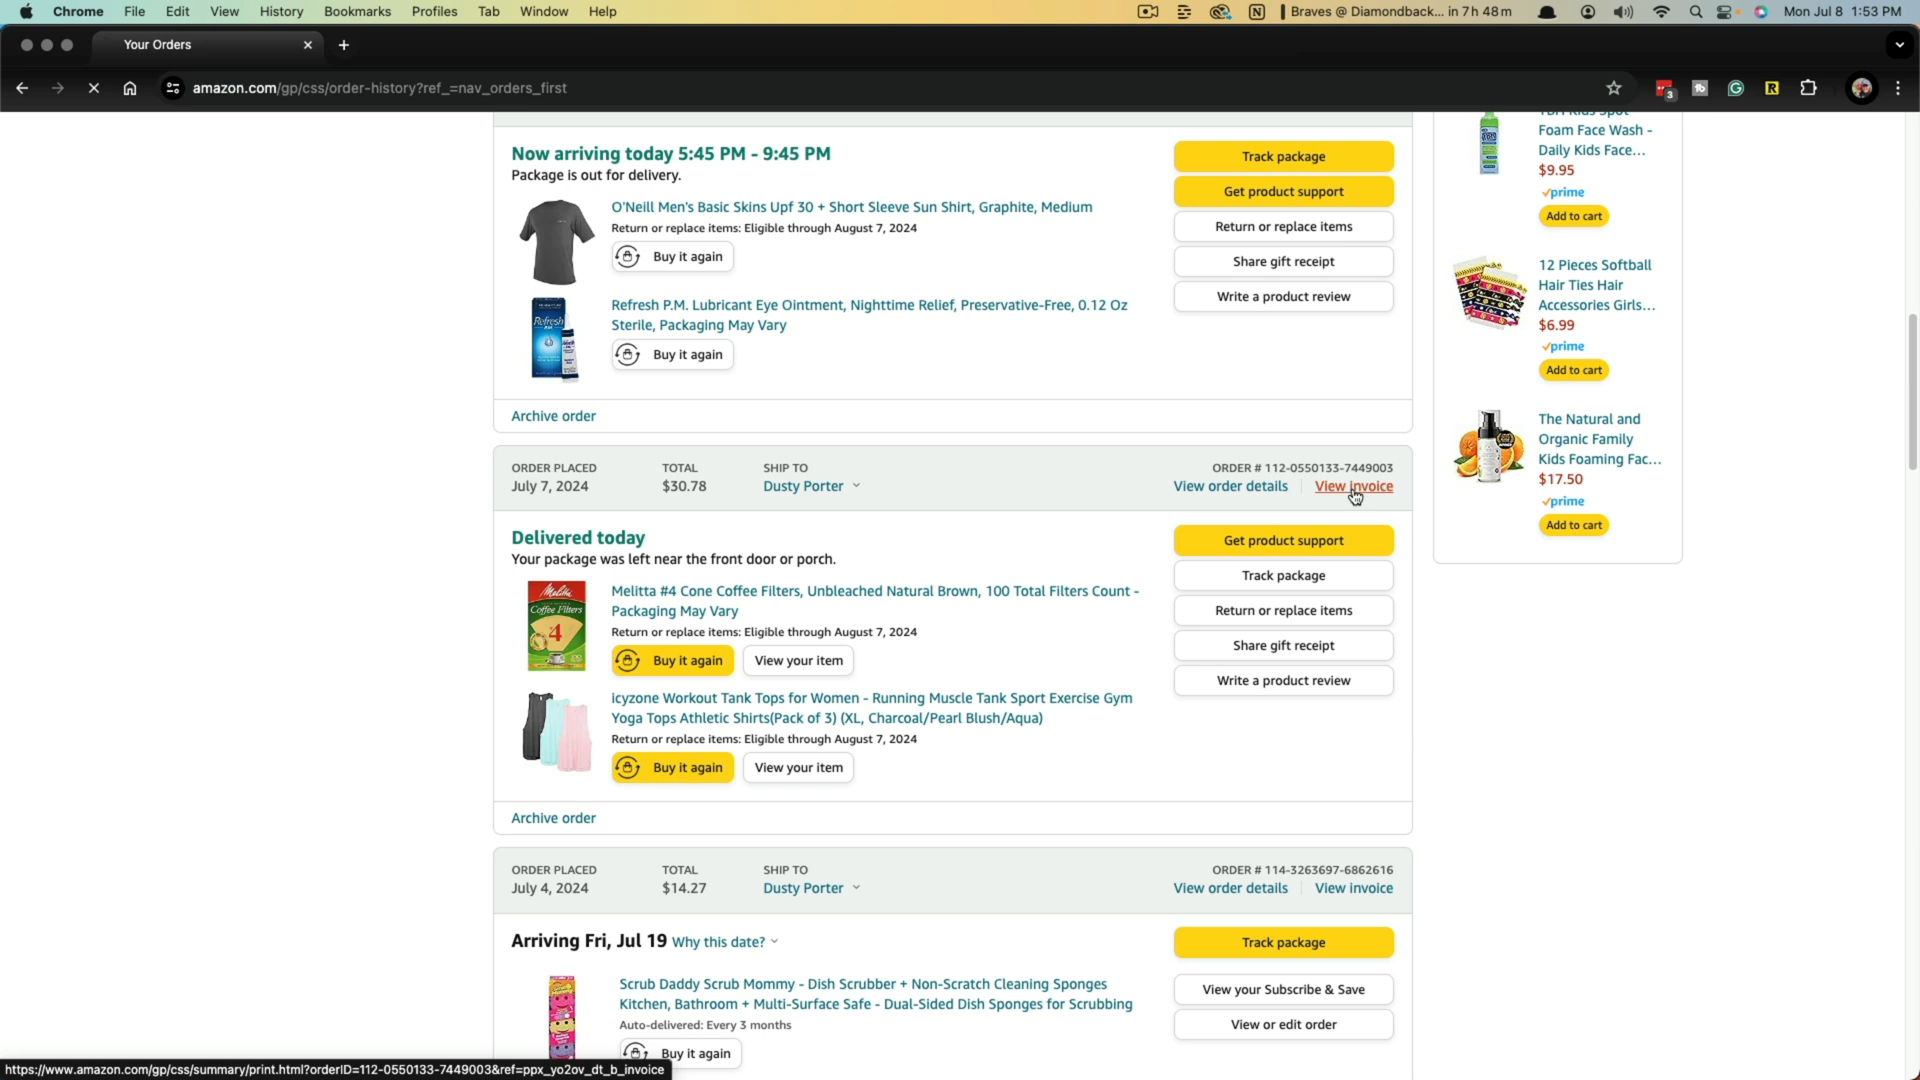 Chrome File Edit View History Bookmarks Profiles Tab Window Help
Braves @ Diamondback... in 7 h 48 m
Mon Jul 8 1:53 PM
Your Orders
amazon.com/gp/css/order-history?ref_=nav_orders_first
3
Now arriving today 5:45 PM - 9:45 PM
Package is out for delivery.
O'Neill Men's Basic Skins Upf 30 + Short Sleeve Sun Shirt, Graphite, Medium
Return or replace items: Eligible through August 7, 2024
Buy it again
Refresh P.M. Lubricant Eye Ointment, Nighttime Relief, Preservative-Free, 0.12 Oz
Sterile, Packaging May Vary
Buy it again
Track package
Get product support
Return or replace items
Share gift receipt
Write a product review
Archive order
ORDER PLACED
July 7, 2024
TOTAL
$30.78
SHIP TO
Dusty Porter
ORDER # 112-0550133-7449003
View order details
View invoice
Delivered today
Your package was left near the front door or porch.
Melitta
Coffee Filters
4
Melitta #4 Cone Coffee Filters, Unbleached Natural Brown, 100 Total Filters Count -
Packaging May Vary
Return or replace items: Eligible through August 7, 2024
Buy it again
View your item
icyzone Workout Tank Tops for Women - Running Muscle Tank Sport Exercise Gym
Yoga Tops Athletic Shirts(Pack of 3) (XL, Charcoal/Pearl Blush/Aqua)
Return or replace items: Eligible through August 7, 2024
Buy it again
View your item
Get product support
Track package
Return or replace items
Share gift receipt
Write a product review
Archive order
ORDER PLACED
July 4, 2024
TOTAL
$14.27
SHIP TO
Dusty Porter
ORDER # 114-3263697-6862616
View order details
View invoice
Arriving Fri, Jul 19
Why this date?
Scrub Daddy Scrub Mommy - Dish Scrubber + Non-Scratch Cleaning Sponges
Kitchen, Bathroom + Multi-Surface Safe - Dual-Sided Dish Sponges for Scrubbing
Auto-delivered: Every 3 months
Buy it again
Track package
View your Subscribe & Save
View or edit order
Foam Face Wash -
Daily Kids Face...
$9.95
prime
Add to cart
12 Pieces Softball
Hair Ties Hair
Accessories Girls...
$6.99
prime
Add to cart
The Natural and
Organic Family
Kids Foaming Fac...
$17.50
prime
Add to cart
https://www.amazon.com/gp/css/summary/print.html?orderID=112-0550133-7449003&ref=ppx_yo2ov_dt_b_invoice